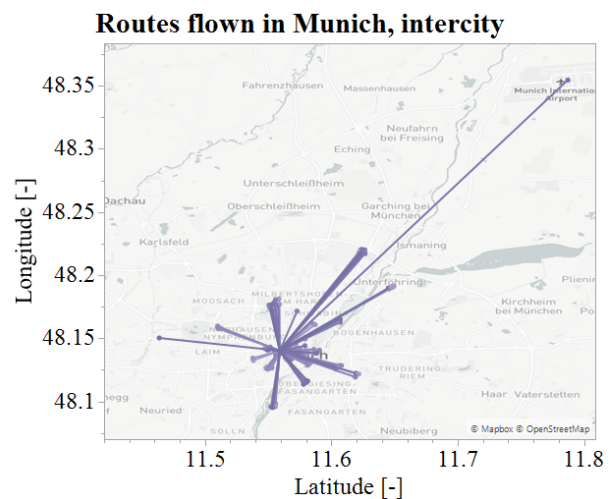 Routes flown in Munich, intercity
48.35
48.3
48.25
48.2
48.15
48.1
Longitude [-]
Fahrenzhausen
Massenhausen
Munich Internation
Airport
Neufahrn
bei Freising
Eching
Unterschleißheim
Dachau
Oberschleißheim
Garching bei
München
Karlsfeld
Ismaning
Unterföhring
MOOSACH
Plienin
Kirchheim
bei München
BOGENHAUSEN
LAIM
TRUDERING
RIEM
FASANGARTEN
Haar
Vaterstetten
Neuried
SOLLN
Neubiberg
© Mapbox © OpenStreetMap
11.5
11.6
11.7
11.8
Latitude [-]